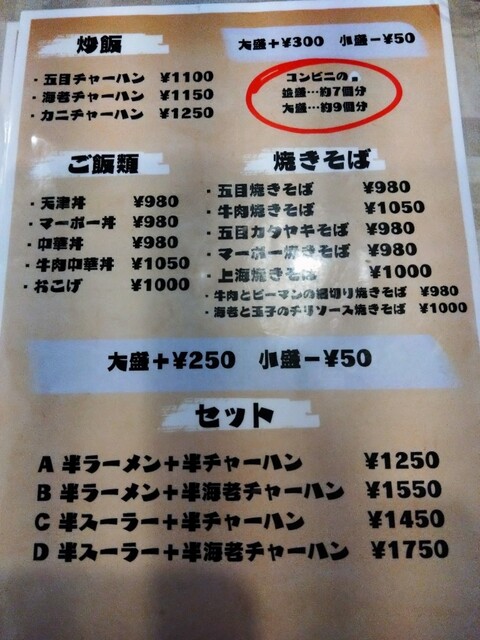 炒飯
大盛+¥300 小盛-¥50
・五目チャーハン ¥1100
・海老チャーハン ¥1150
・カニチャーハン ¥1250
コンビニの
並盛…約7個分
大盛…約9個分
ご飯類
・天津丼 ¥980
・マーボー丼 ¥980
・中華丼 ¥980
・牛肉中華丼 ¥1050
・おこげ ¥1000
焼きそば
・五目焼きそば ¥980
・牛肉焼きそば ¥1050
・五目カタヤキそば ¥980
・マーボー焼きそば ¥980
・上海焼きそば ¥1000
・牛肉とピーマンの細切り焼きそば ¥980
・海老と玉子のチリソース焼きそば ¥1000
大盛+¥250 小盛-¥50
セット
A 半ラーメン+半チャーハン ¥1250
B 半ラーメン+半海老チャーハン ¥1550
C 半スーラー+半チャーハン ¥1450
D 半スーラー+半海老チャーハン ¥1750